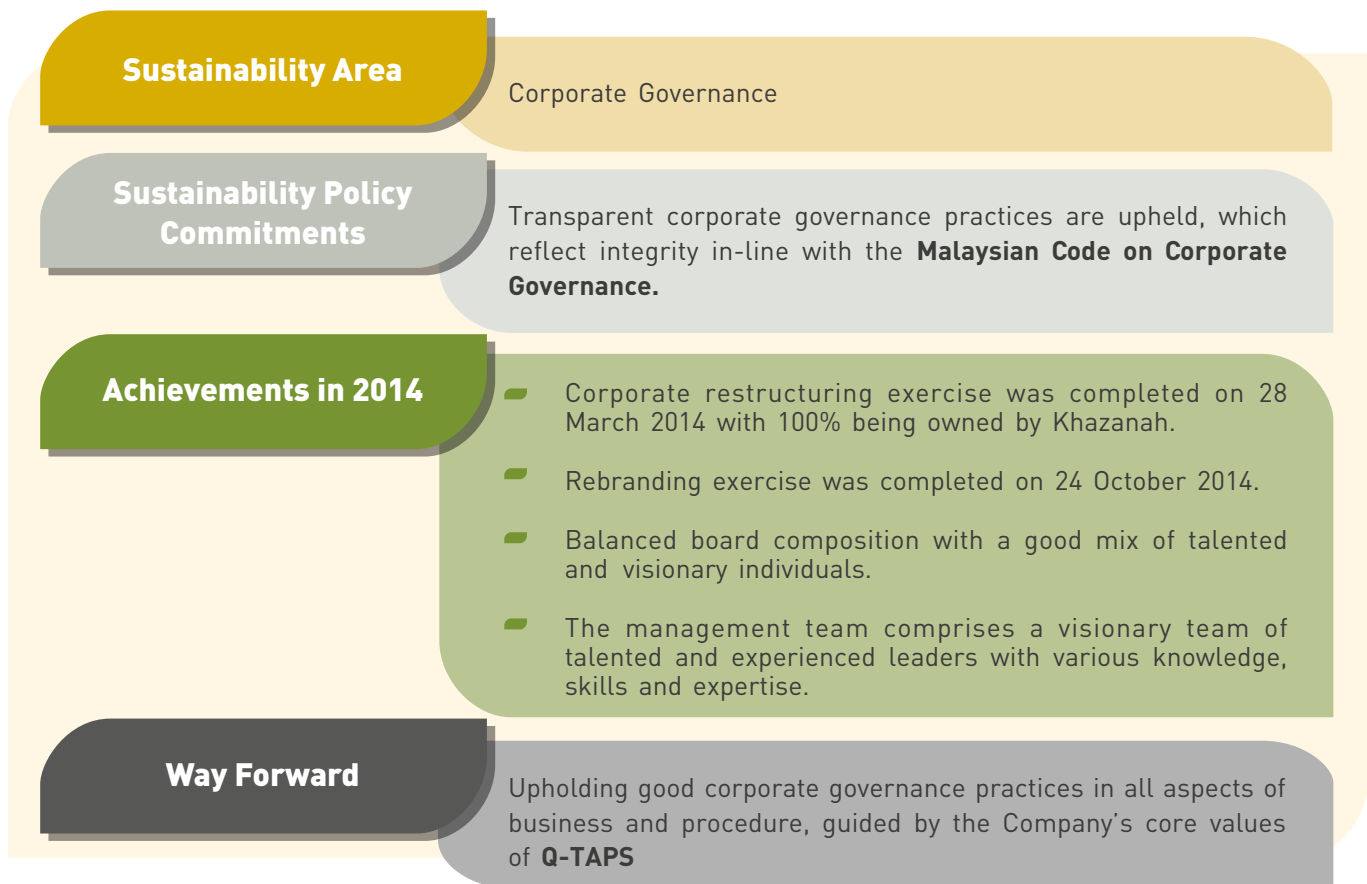 Sustainability Area
Corporate Governance
Sustainability Policy
Commitments
Transparent corporate governance practices are upheld, which
reflect integrity in-line with the Malaysian Code on Corporate
Governance.
Achievements in 2014
Corporate restructuring exercise was completed on 28
March 2014 with 100% being owned by Khazanah.
Rebranding exercise was completed on 24 October 2014.
Balanced board composition with a good mix of talented
and visionary individuals.
The management team comprises a visionary team of
talented and experienced leaders with various knowledge,
skills and expertise.
Way Forward
Upholding good corporate governance practices in all aspects of
business and procedure, guided by the Company’s core values
of Q-TAPS